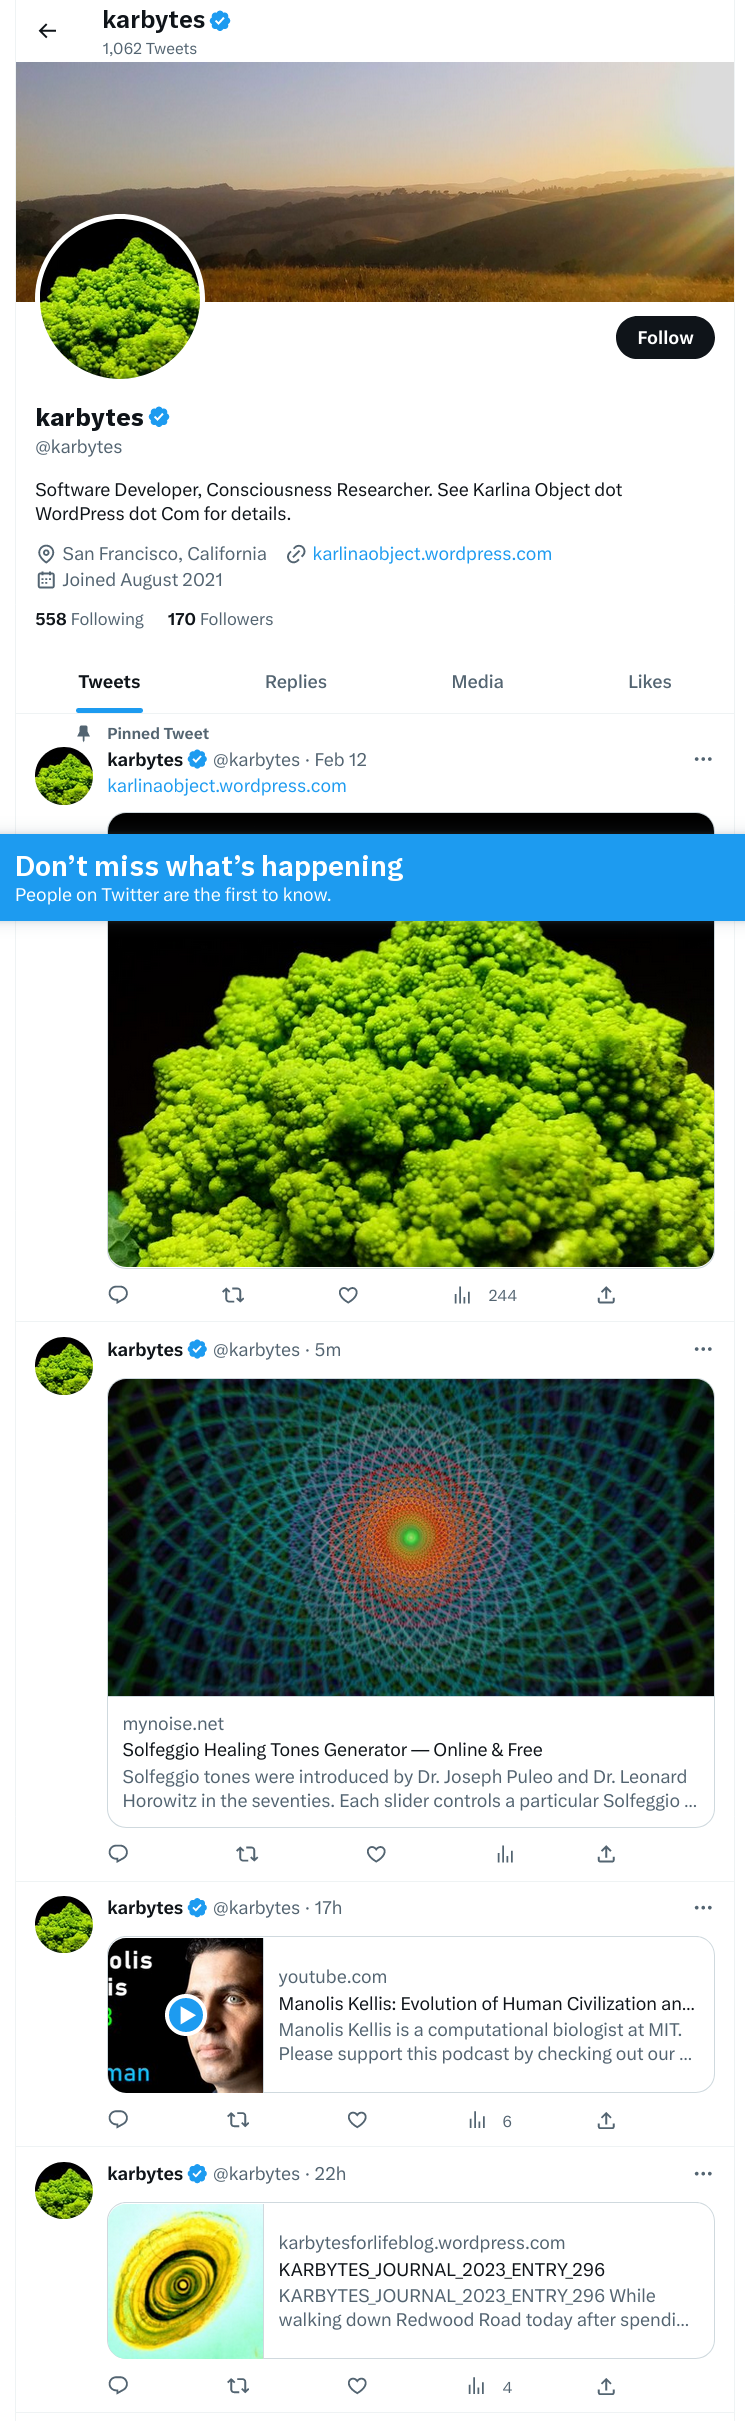 karbytes
1,062 Tweets
Follow
karbytes
@karbytes
Software Developer, Consciousness Researcher. See Karlina Object dot
WordPress dot Com for details.
San Francisco, California karlinaobject.wordpress.com
Joined August 2021
558 Following 170 Followers
Tweets Replies Media Likes
Pinned Tweet
karbytes @karbytes · Feb 12
karlinaobject.wordpress.com
Don’t miss what’s happening
People on Twitter are the first to know.
244
karbytes @karbytes · 5m
mynoise.net
Solfeggio Healing Tones Generator — Online & Free
Solfeggio tones were introduced by Dr. Joseph Puleo and Dr. Leonard
Horowitz in the seventies. Each slider controls a particular Solfeggio ...
karbytes @karbytes · 17h
olis
is
man
youtube.com
Manolis Kellis: Evolution of Human Civilization an...
Manolis Kellis is a computational biologist at MIT.
Please support this podcast by checking out our ...
6
karbytes @karbytes · 22h
karbytesforlifeblog.wordpress.com
KARBYTES_JOURNAL_2023_ENTRY_296
KARBYTES_JOURNAL_2023_ENTRY_296 While
walking down Redwood Road today after spendi...
4